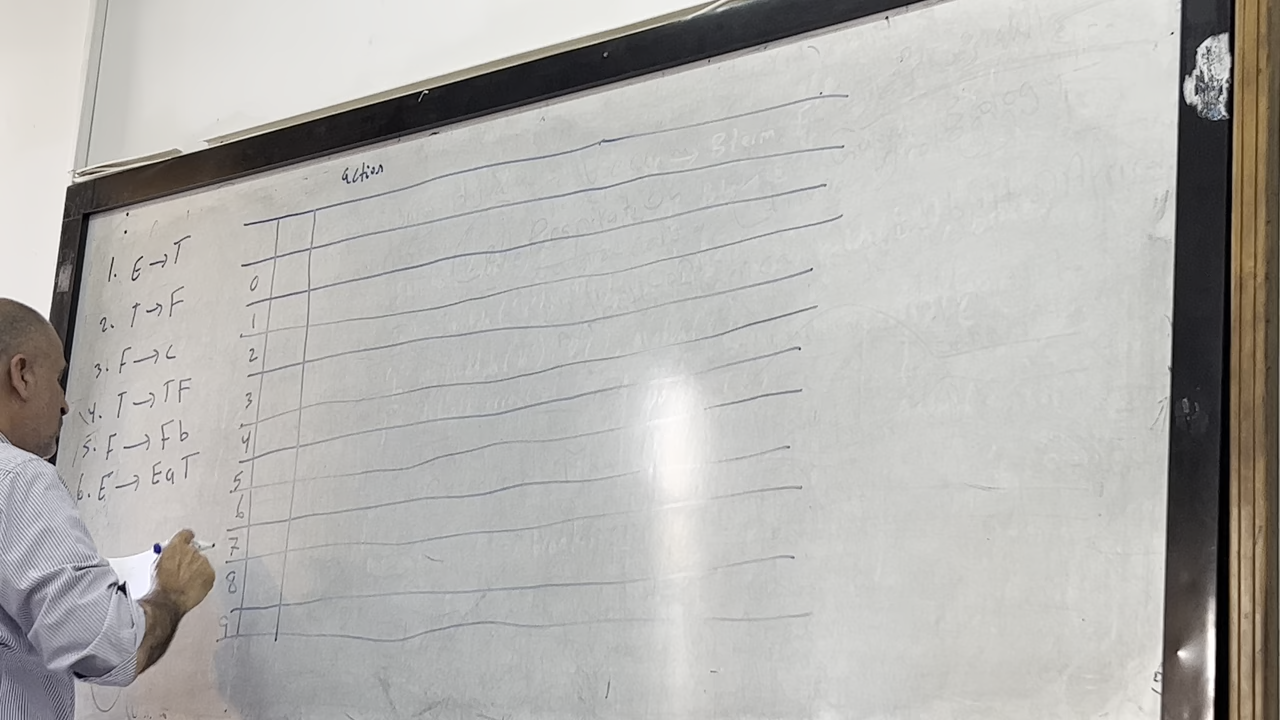 action
1. E → T
2. T → F
3. F → c
4. T → TF
5. F → Fb
6. E → EaT
0
1
2
3
4
5
6
7
8
9